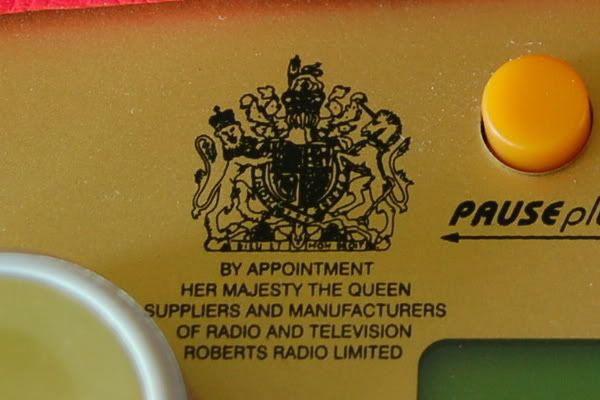 PAUSE
BY APPOINTMENT
HER MAJESTY THE QUEEN
SUPPLIERS AND MANUFACTURERS
OF RADIO AND TELEVISION
ROBERTS RADIO LIMITED